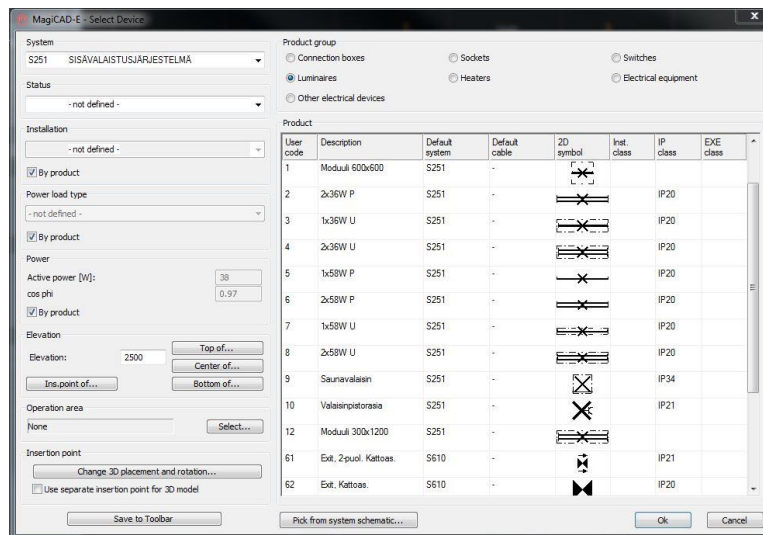 MagiCAD-E - Select Device
x
System
S251 SISÄVALAISTUSJÄRJESTELMÄ
Status
- not defined -
Installation
- not defined -
By product
Power load type
- not defined -
By product
Power
Active power [W]: 38
cos phi 0.97
By product
Elevation
Elevation: 2500 Top of...
Center of...
Ins.point of... Bottom of...
Operation area
None Select...
Insertion point
Change 3D placement and rotation...
Use separate insertion point for 3D model
Save to Toolbar
Product group
Connection boxes Sockets Switches
Luminaires Heaters Electrical equipment
Other electrical devices
Product
User code Description Default system Default cable 2D symbol Inst. class IP class EXE class
1 Moduuli 600x600 S251 -
2 2x36W P S251 - IP20
3 1x36W U S251 - IP20
4 2x36W U S251 - IP20
5 1x58W P S251 - IP20
6 2x58W P S251 - IP20
7 1x58W U S251 - IP20
8 2x58W U S251 - IP20
9 Saunavalaisin S251 - IP34
10 Valaisinpistorasia S251 - IP21
12 Moduuli 300x1200 S251 -
61 Exit, 2-puol. Kattoas. S610 - IP21
62 Exit, Kattoas. S610 - IP20
Pick from system schematic... Ok Cancel